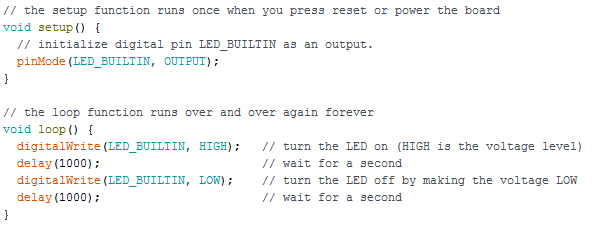 // the setup function runs once when you press reset or power the board
void setup() {
  // initialize digital pin LED_BUILTIN as an output.
  pinMode(LED_BUILTIN, OUTPUT);
}

// the loop function runs over and over again forever
void loop() {
  digitalWrite(LED_BUILTIN, HIGH);   // turn the LED on (HIGH is the voltage level)
  delay(1000);                       // wait for a second
  digitalWrite(LED_BUILTIN, LOW);    // turn the LED off by making the voltage LOW
  delay(1000);                       // wait for a second
}